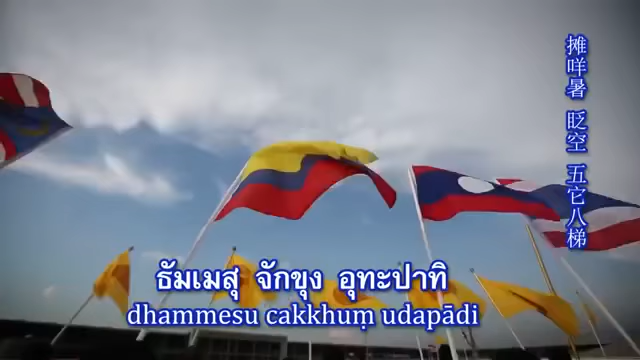 摊咩暑 眨空 五它八梯
ธัมเมสุ จักขุง อุทะปาทิ
dhammesu cakkhuṃ udapādi